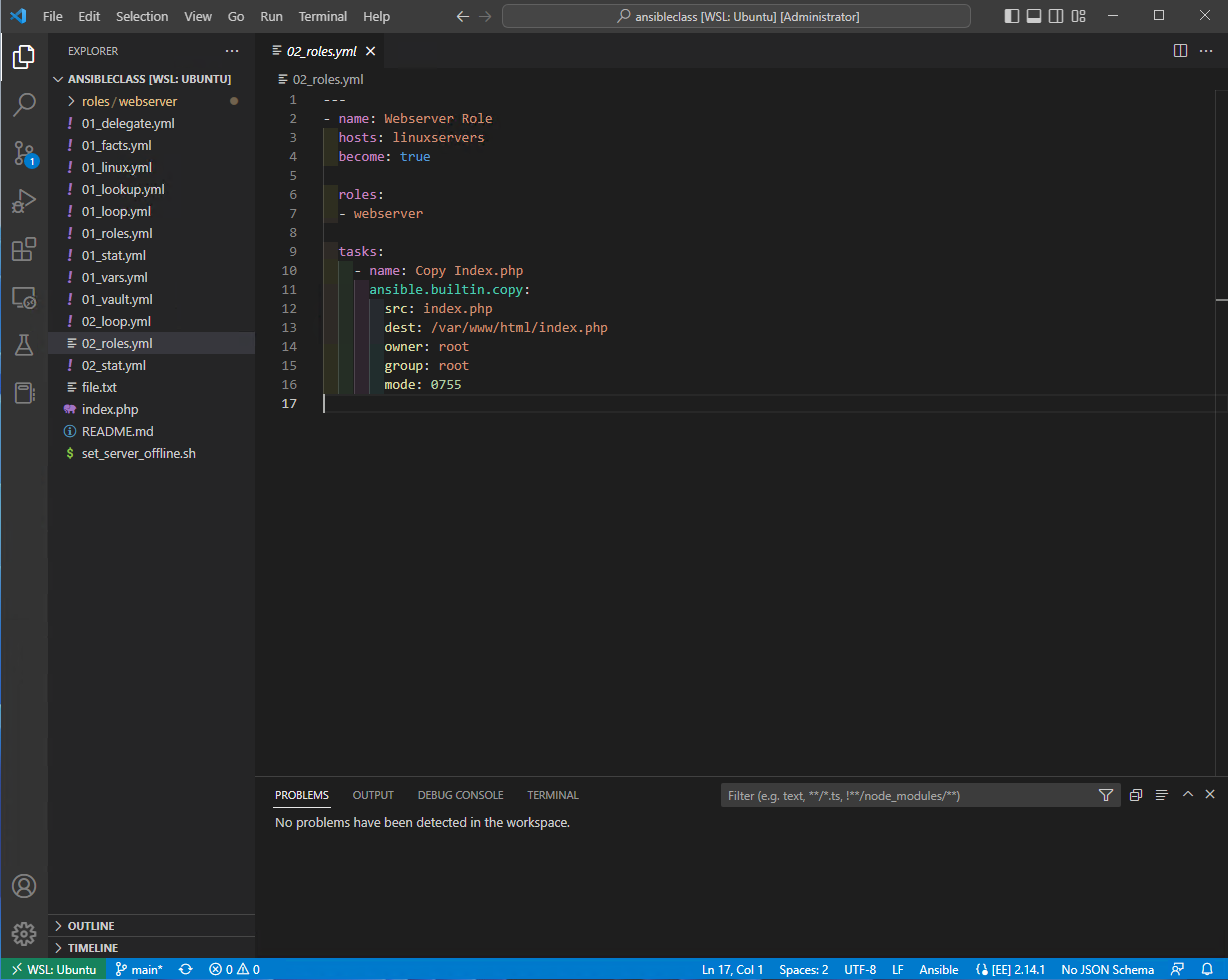 File Edit Selection View Go Run Terminal Help
ansibleclass [WSL: Ubuntu] [Administrator]
EXPLORER
ANSIBLECLASS [WSL: UBUNTU]
roles / webserver
! 01_delegate.yml
! 01_facts.yml
! 01_linux.yml
! 01_lookup.yml
! 01_loop.yml
! 01_roles.yml
! 01_stat.yml
! 01_vars.yml
! 01_vault.yml
! 02_loop.yml
02_roles.yml
! 02_stat.yml
file.txt
index.php
README.md
$ set_server_offline.sh
OUTLINE
TIMELINE
1
02_roles.yml
02_roles.yml
1 ---
2 - name: Webserver Role
3 hosts: linuxservers
4 become: true
5
6 roles:
7 - webserver
8
9 tasks:
10 - name: Copy Index.php
11 ansible.builtin.copy:
12 src: index.php
13 dest: /var/www/html/index.php
14 owner: root
15 group: root
16 mode: 0755
17
PROBLEMS OUTPUT DEBUG CONSOLE TERMINAL
Filter (e.g. text, **/*.ts, !**/node_modules/**)
No problems have been detected in the workspace.
WSL: Ubuntu main* 0 0 Ln 17, Col 1 Spaces: 2 UTF-8 LF Ansible [EE] 2.14.1 No JSON Schema